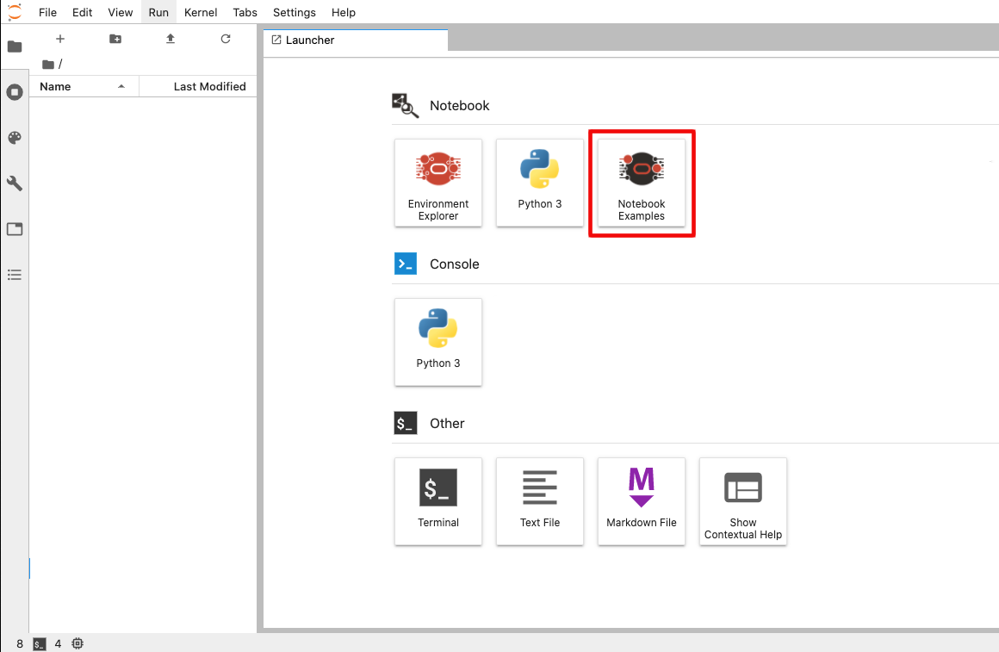 File Edit View Run Kernel Tabs Settings Help
Launcher
/
Name Last Modified
Notebook
Environment
Explorer
Python 3
Notebook
Examples
>_ Console
Python 3
$_ Other
$_
Terminal
Text File
M
Markdown File
Show
Contextual Help
8 $_ 4